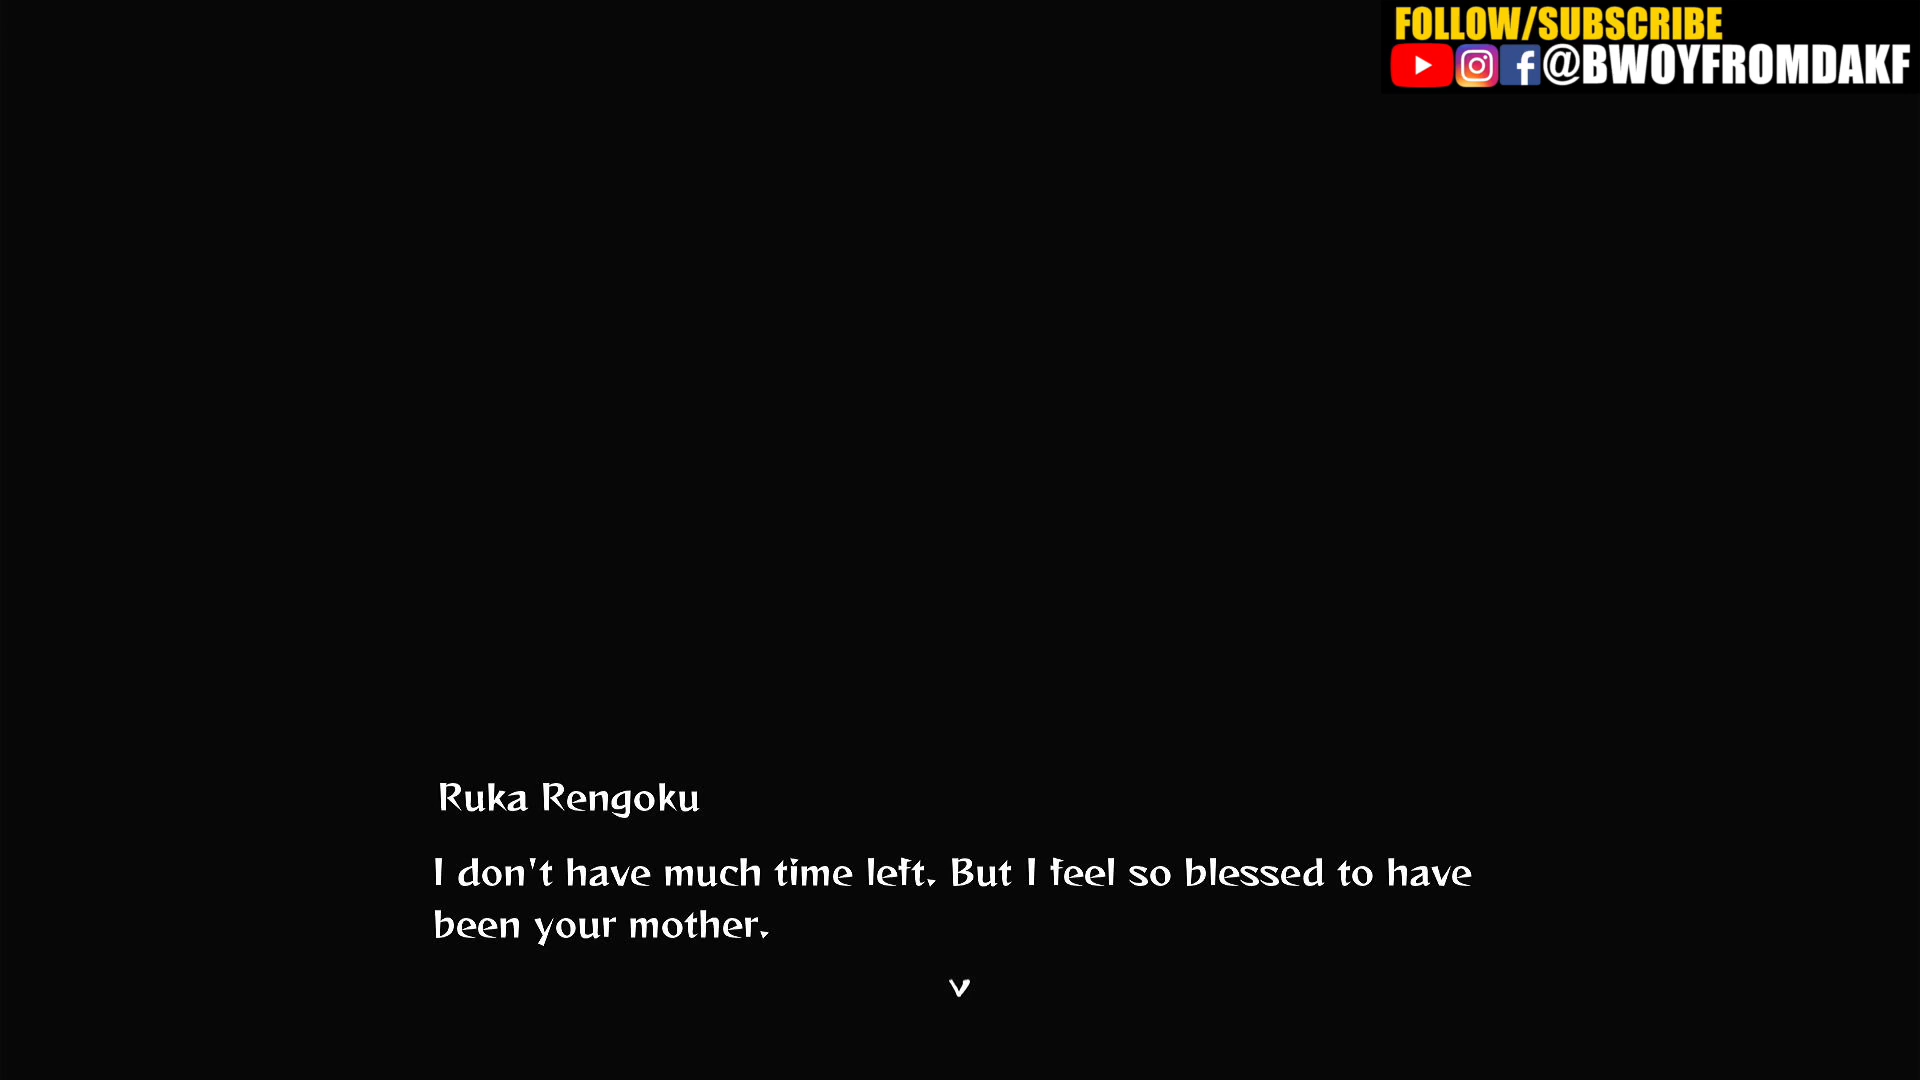 FOLLOW/SUBSCRIBE
@BWOYFROMDAKF
Ruka Rengoku
I don't have much time left. But I feel so blessed to have
been your mother.